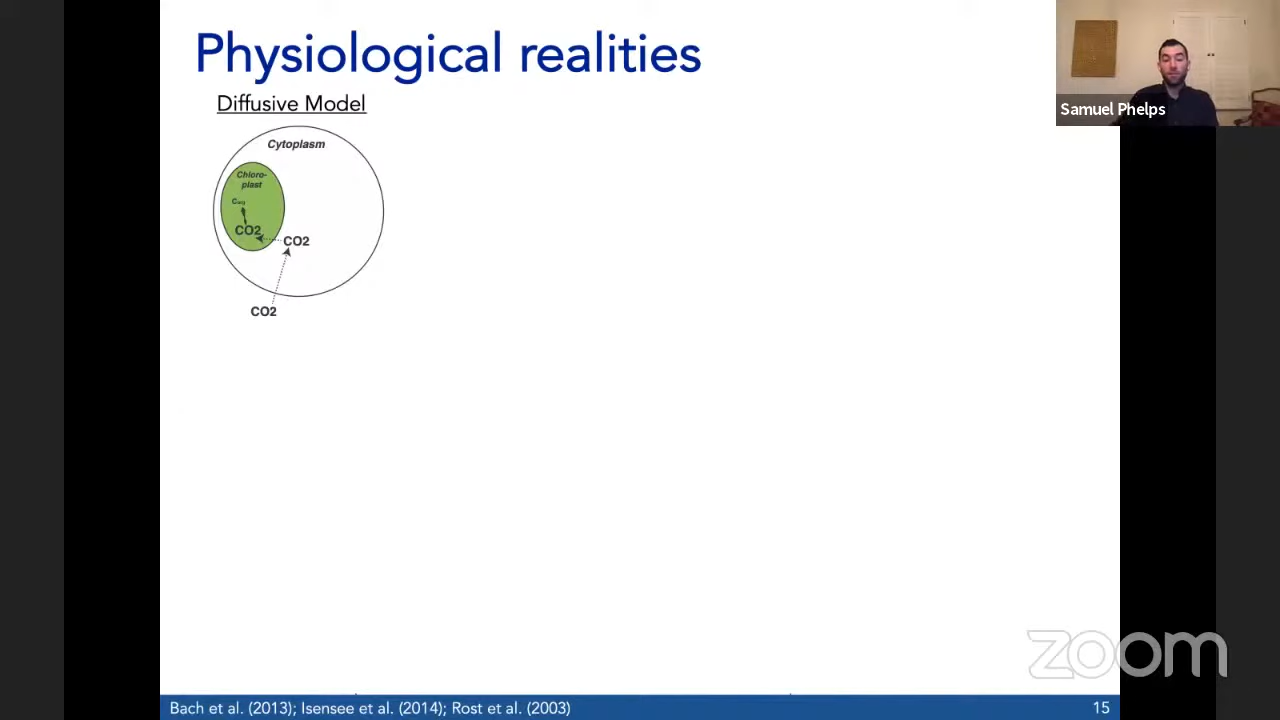 Physiological realities
Samuel Phelps
Diffusive Model
Cytoplasm
Chloro-
plast
CO2
CO2
CO2
zoom
Bach et al. (2013); Isensee et al. (2014); Rost et al. (2003)
15